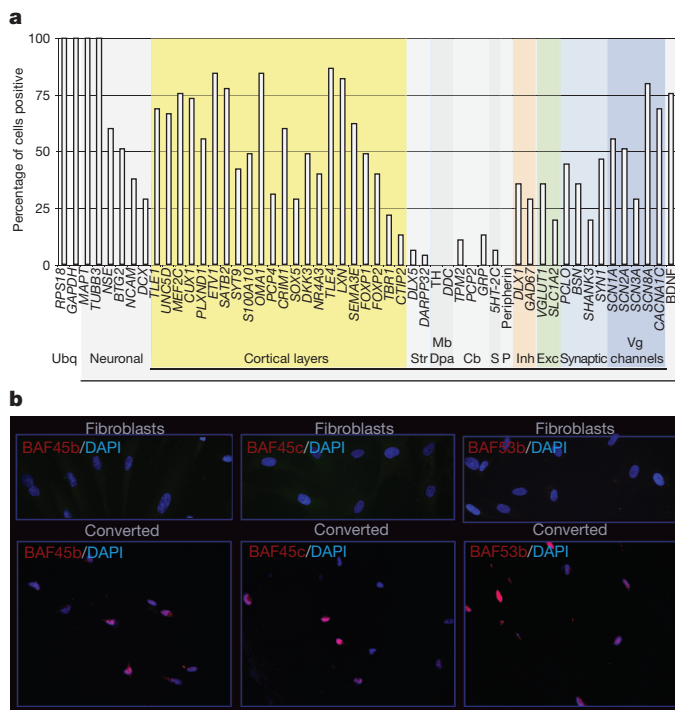 a
Percentage of cells positive
100
75
50
25
0
RPS18
GAPDH
MAPT
TUBB3
NSE
BTG2
NCAM
DCX
TLE1
UNC5D
MEF2C
CUX1
PLXND1
ETV1
SATB2
SYT9
S100A10
OMA1
PCP4
CRIM1
SOX5
DKK3
NR4A3
TLE4
LXN
SEMA3E
FOXP1
FOXP2
TBR1
CTIP2
DLX5
DARPP32
TH
DDC
TPM2
PCP2
GRP
5HT-2C
Peripherin
DLX1
GAD67
VGLUT1
SLC1A2
PCLO
BSN
SHANK3
SYN1
SCN1A
SCN2A
SCN3A
SCN8A
CACNA1C
BDNF
Mb Vg
Ubq Neuronal Cortical layers Str Dpa Cb S P Inh Exc Synaptic channels
b
Fibroblasts Fibroblasts Fibroblasts
BAF45b/DAPI BAF45c/DAPI BAF53b/DAPI
Converted Converted Converted
BAF45b/DAPI BAF45c/DAPI BAF53b/DAPI